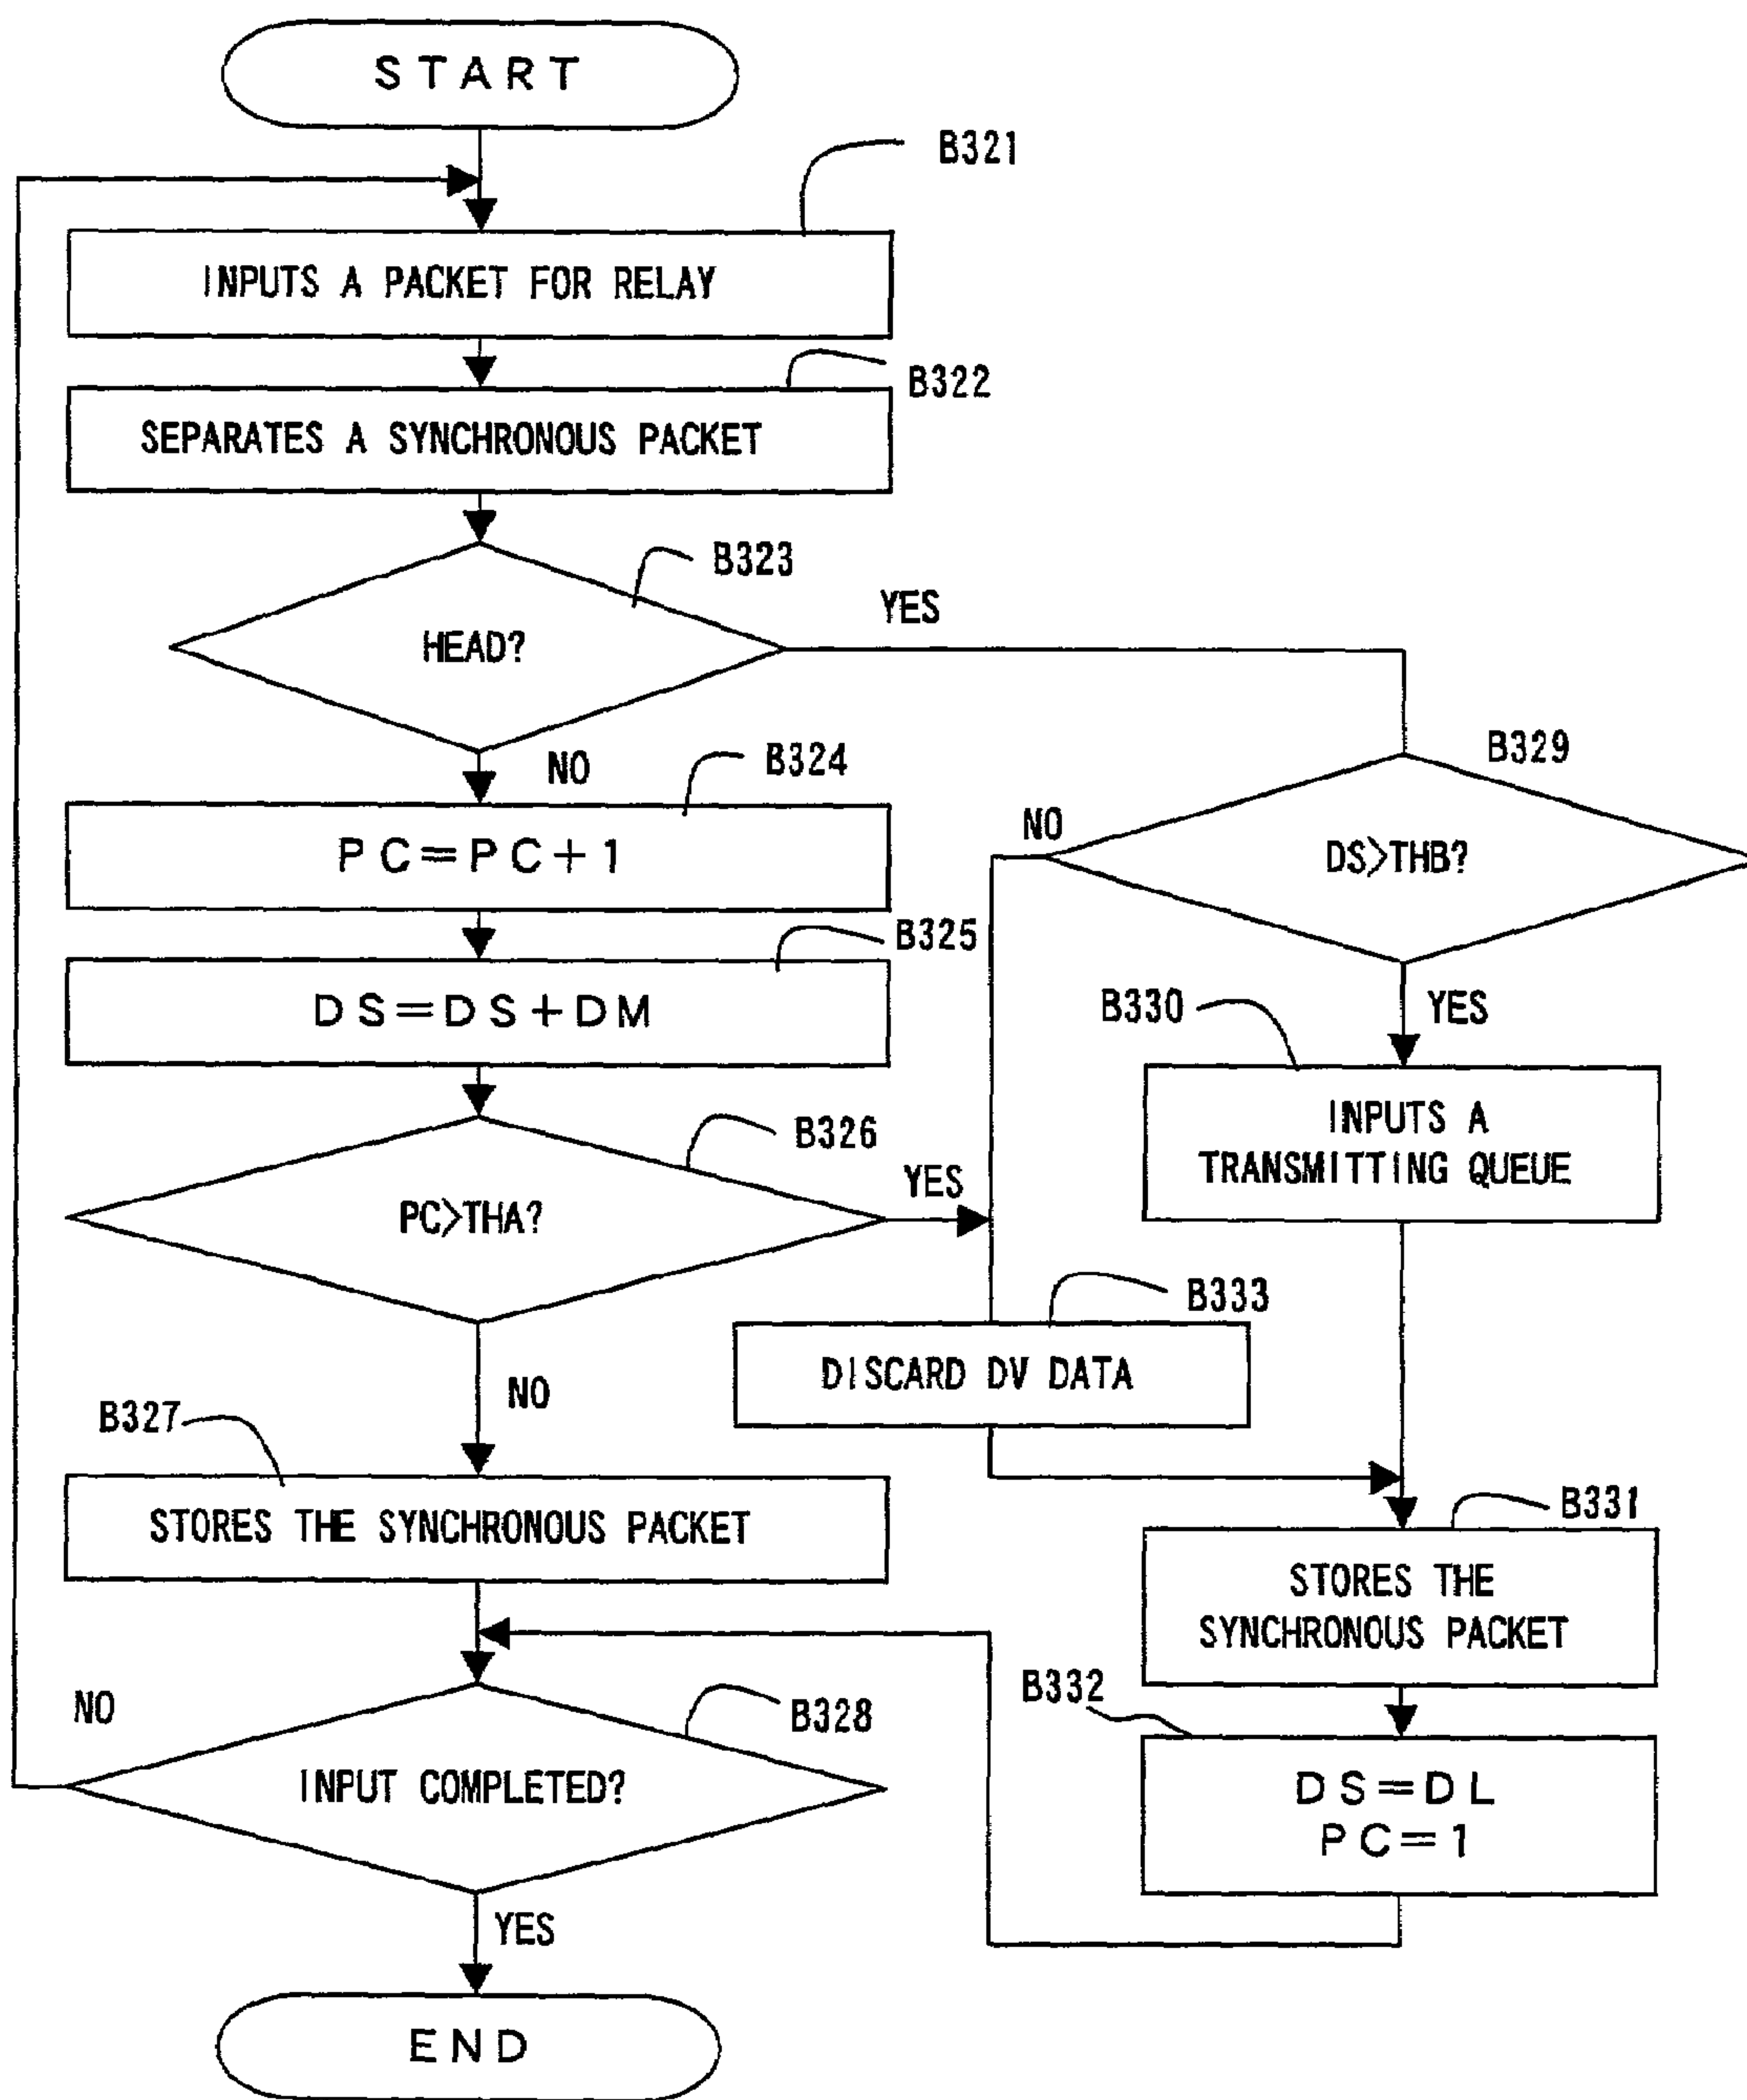 START
B321
INPUTS A PACKET FOR RELAY
B322
SEPARATES A SYNCHRONOUS PACKET
B323
HEAD?
YES
NO
B324
PC=PC+1
B325
DS=DS+DM
B326
PC>THA?
YES
NO
B327
STORES THE SYNCHRONOUS PACKET
B328
NO
INPUT COMPLETED?
YES
END
B329
NO
DS>THB?
YES
B330
INPUTS A
TRANSMITTING QUEUE
B333
DISCARD DV DATA
B331
STORES THE
SYNCHRONOUS PACKET
B332
DS=DL
PC=1